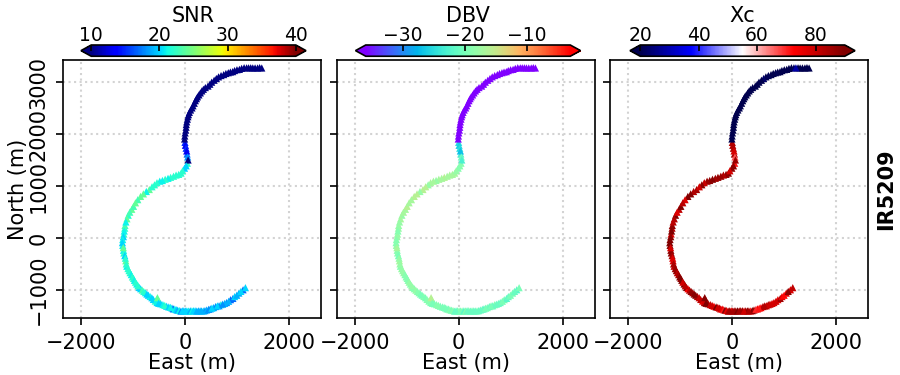 SNR DBV Xc
10 20 30 40 −30 −20 −10 20 40 60 80
North (m)
3000
2000
1000
0
−1000
−2000 0 2000 −2000 0 2000 −2000 0 2000
East (m) East (m) East (m)
IR5209